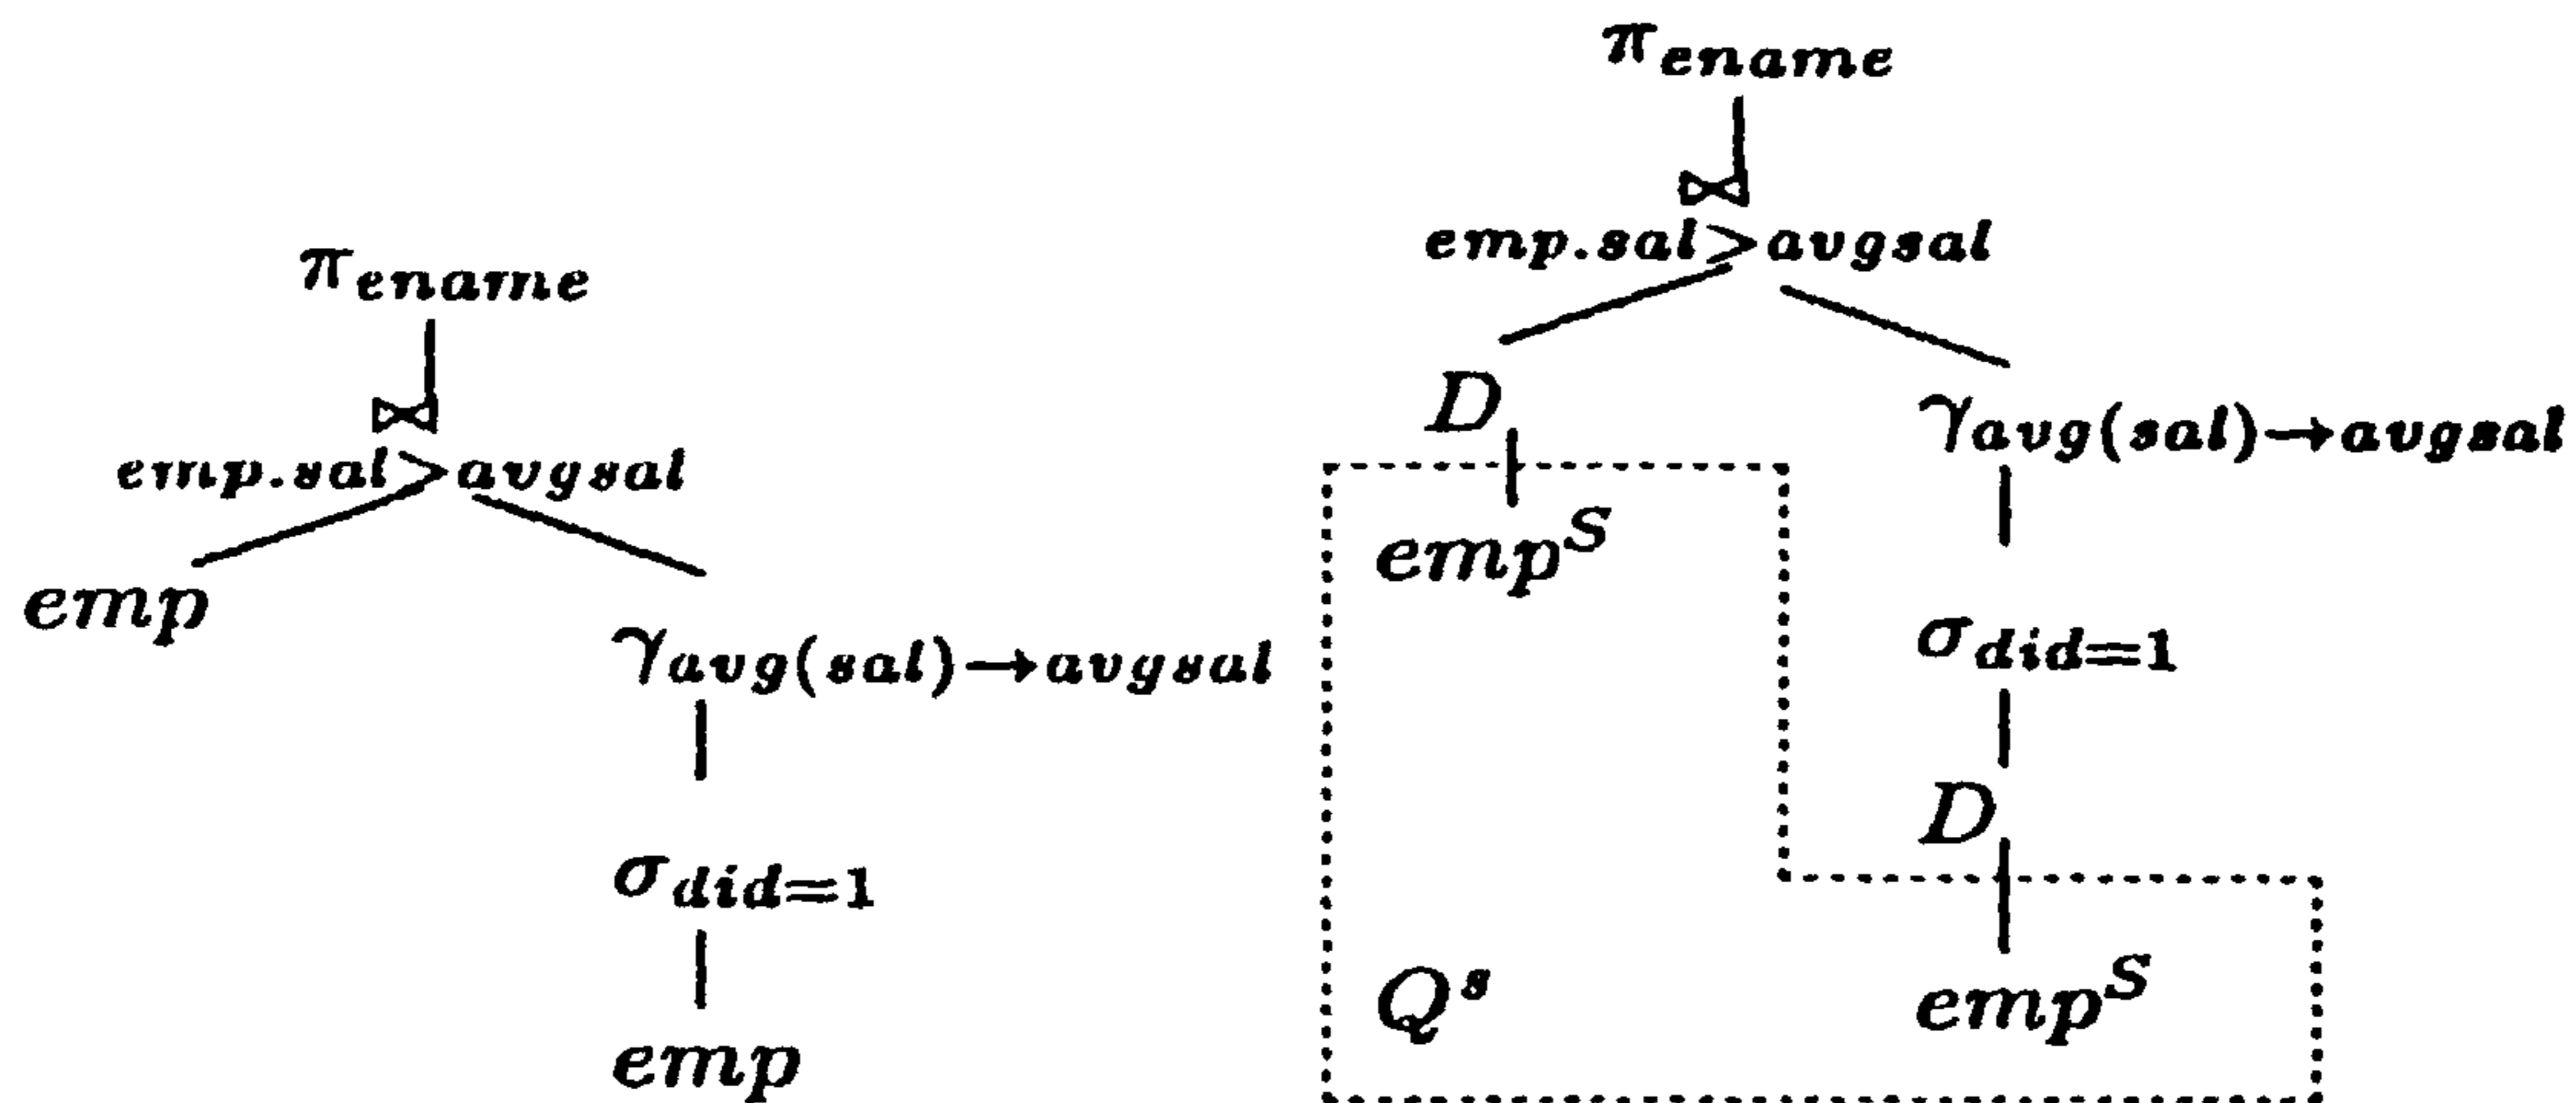 π_ename
⋈
emp.sal>avgsal
emp
γ_avg(sal)→avgsal
σ_did=1
emp
π_ename
⋈
emp.sal>avgsal
D
emp^S
γ_avg(sal)→avgsal
σ_did=1
D
emp^S
Q^s